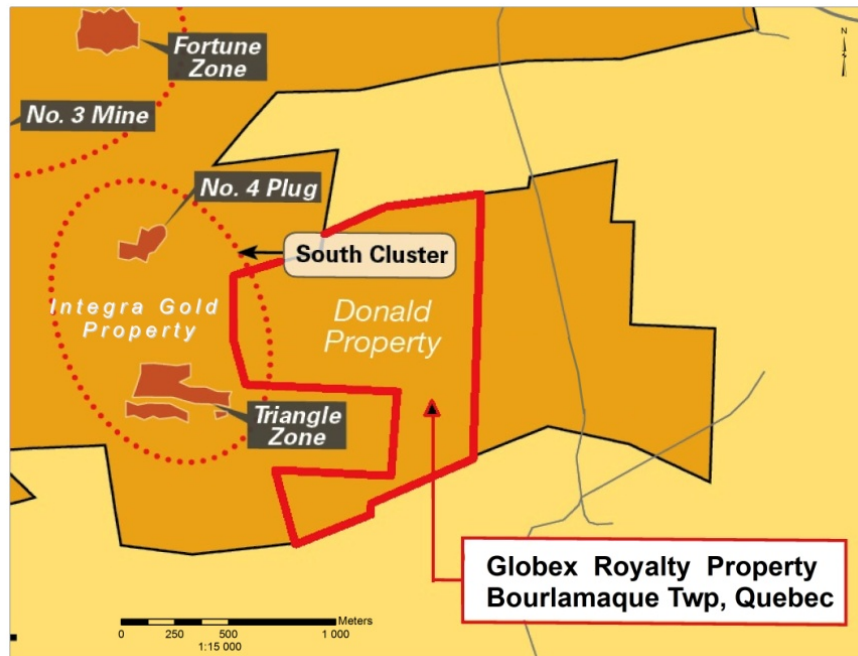 Fortune
Zone
N
No. 3 Mine
No. 4 Plug
South Cluster
Integra Gold
Property
Donald
Property
Triangle
Zone
Globex Royalty Property
Bourlamaque Twp, Quebec
Meters
0 250 500 1 000
1:15 000